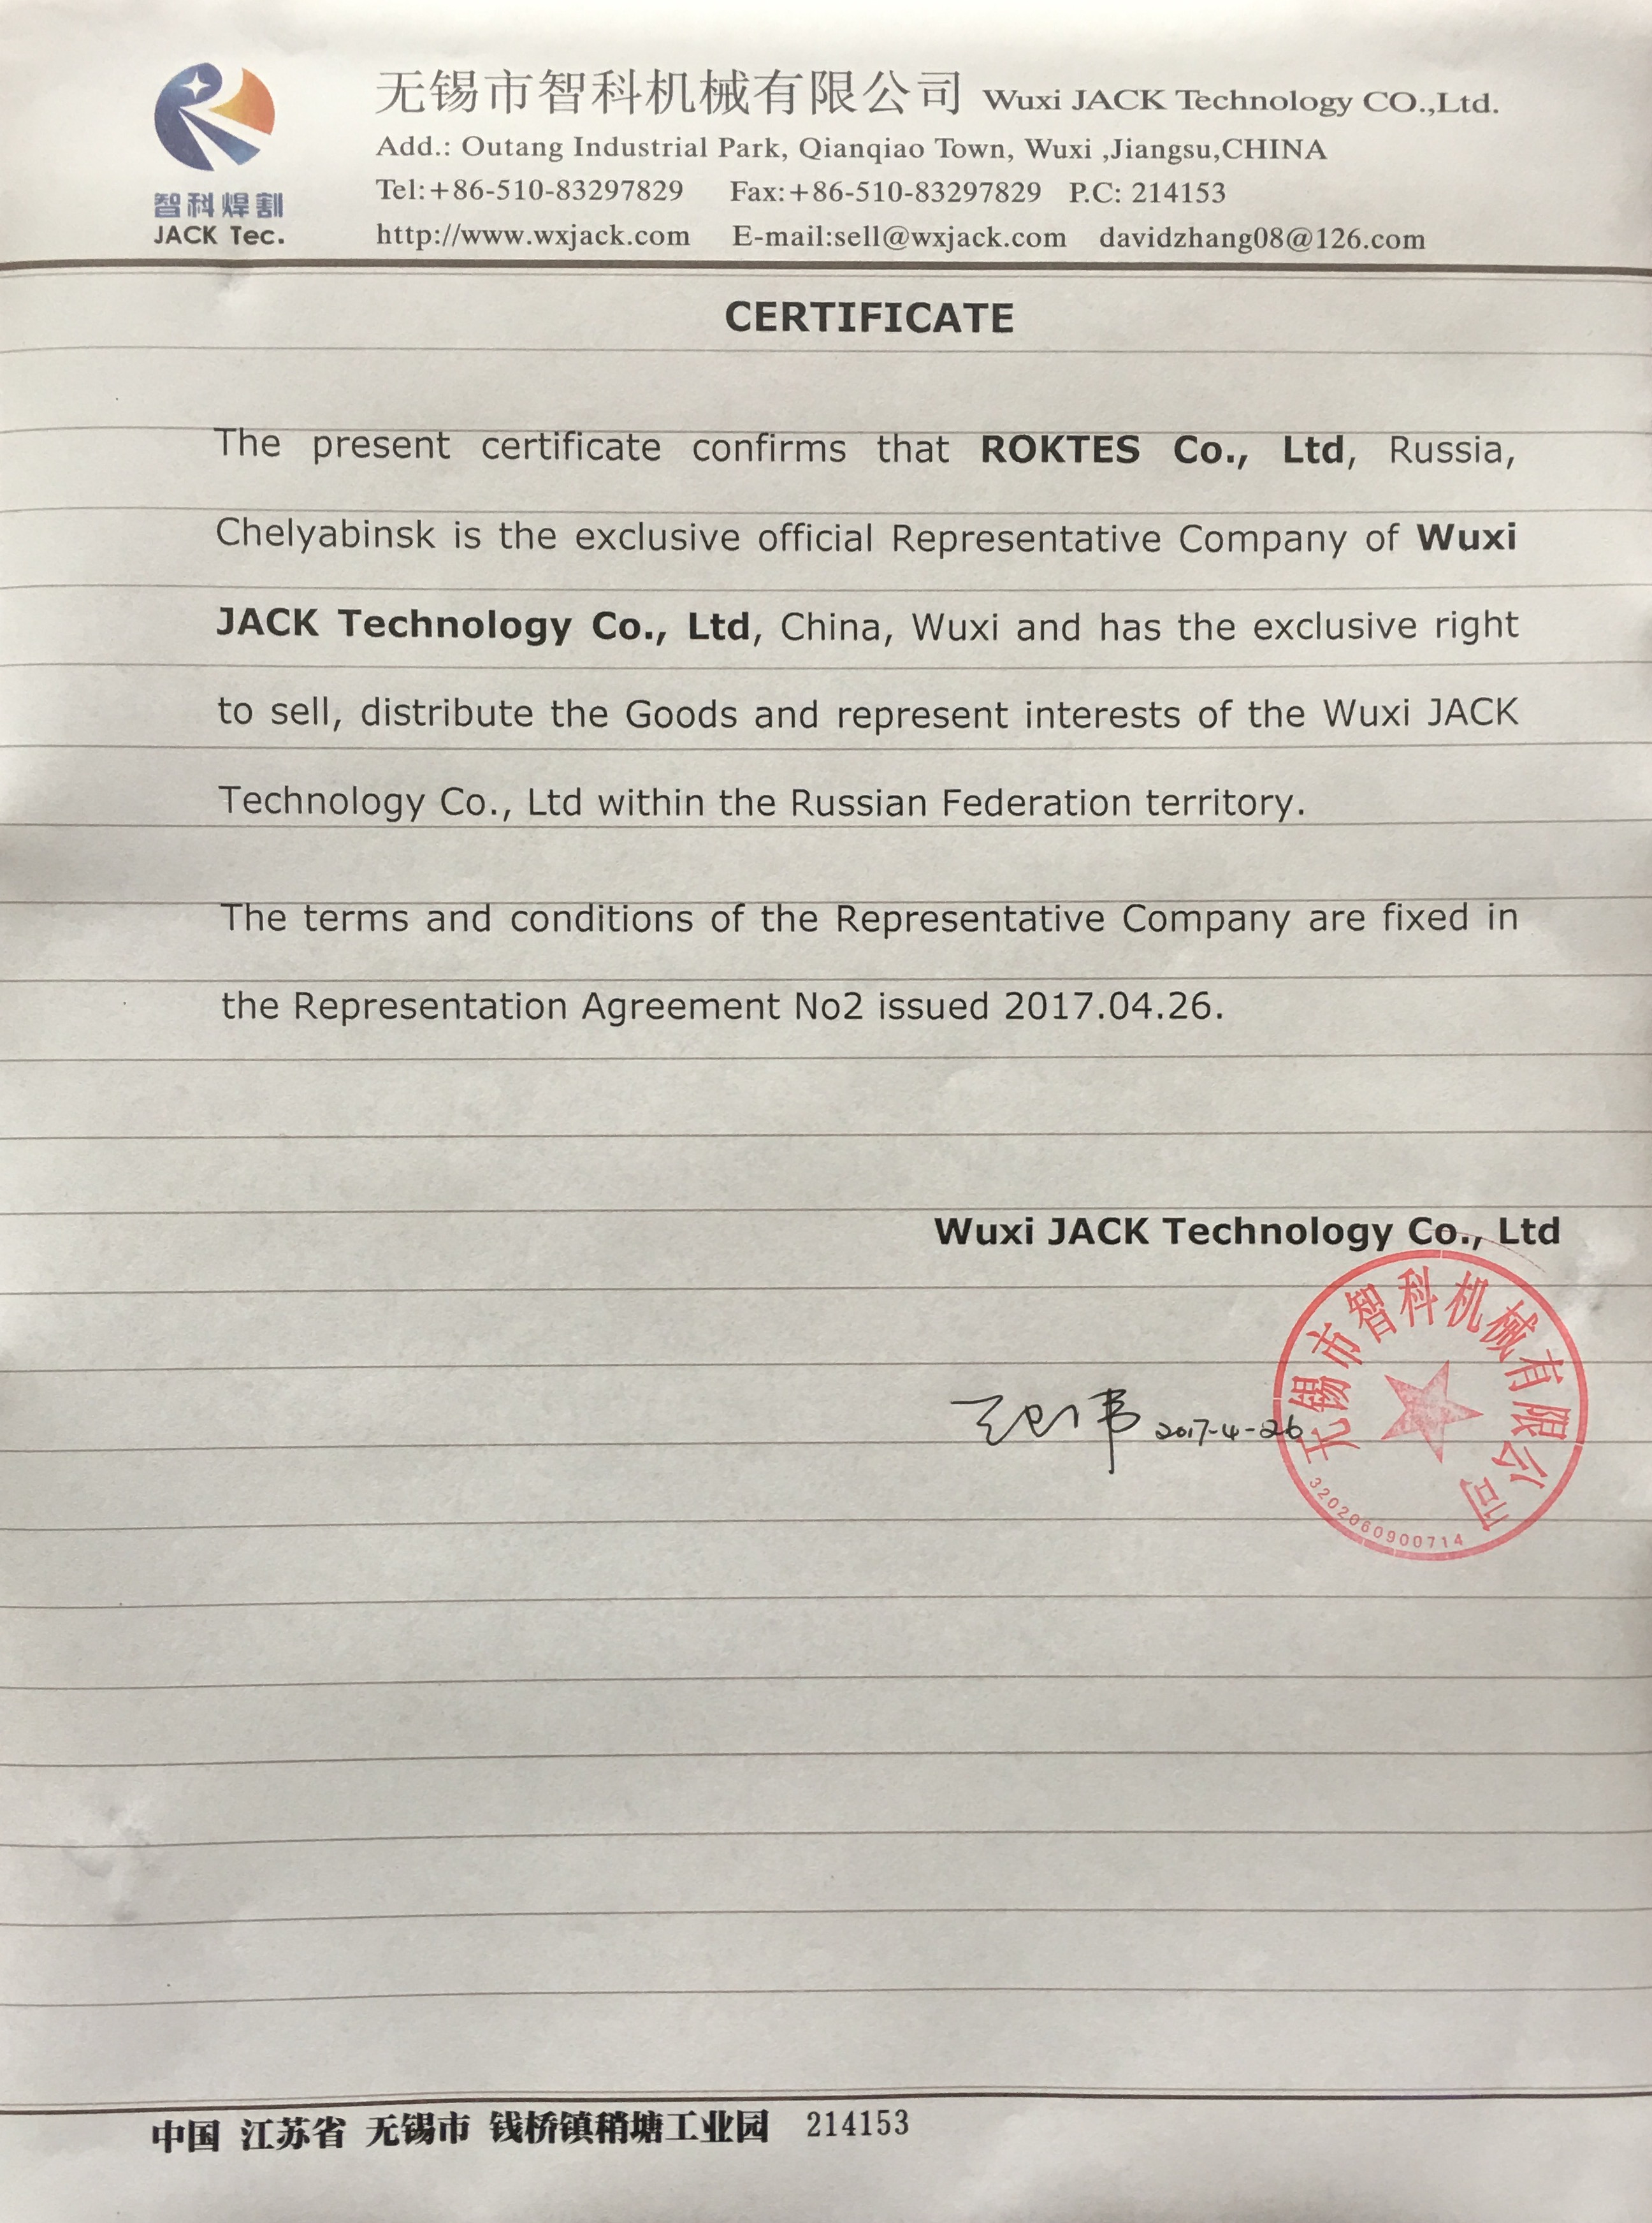 无锡市智科机械有限公司 Wuxi JACK Technology CO.,Ltd.
Add.: Outang Industrial Park, Qianqiao Town, Wuxi ,Jiangsu,CHINA
Tel:+86-510-83297829 Fax:+86-510-83297829 P.C: 214153
智科焊割
JACK Tec.
http://www.wxjack.com E-mail:sell@wxjack.com davidzhang08@126.com
CERTIFICATE
The present certificate confirms that ROKTES Co., Ltd, Russia,
Chelyabinsk is the exclusive official Representative Company of Wuxi
JACK Technology Co., Ltd, China, Wuxi and has the exclusive right
to sell, distribute the Goods and represent interests of the Wuxi JACK
Technology Co., Ltd within the Russian Federation territory.
The terms and conditions of the Representative Company are fixed in
the Representation Agreement No2 issued 2017.04.26.
Wuxi JACK Technology Co., Ltd
2017-4-26
无锡市智科机械有限公司
3202060900714
中国 江苏省 无锡市 钱桥镇稍塘工业园 214153